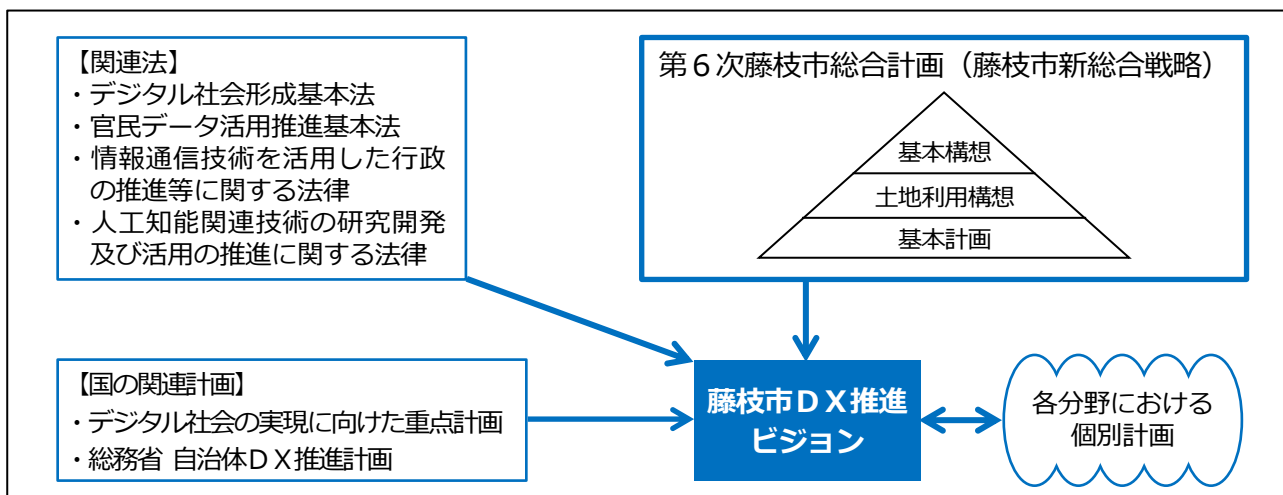 【関連法】
・デジタル社会形成基本法
・官民データ活用推進基本法
・情報通信技術を活用した行政
の推進等に関する法律
・人工知能関連技術の研究開発
及び活用の推進に関する法律
第６次藤枝市総合計画（藤枝市新総合戦略）
基本構想
土地利用構想
基本計画
【国の関連計画】
・デジタル社会の実現に向けた重点計画
・総務省 自治体ＤＸ推進計画
藤枝市ＤＸ推進
ビジョン
各分野における
個別計画